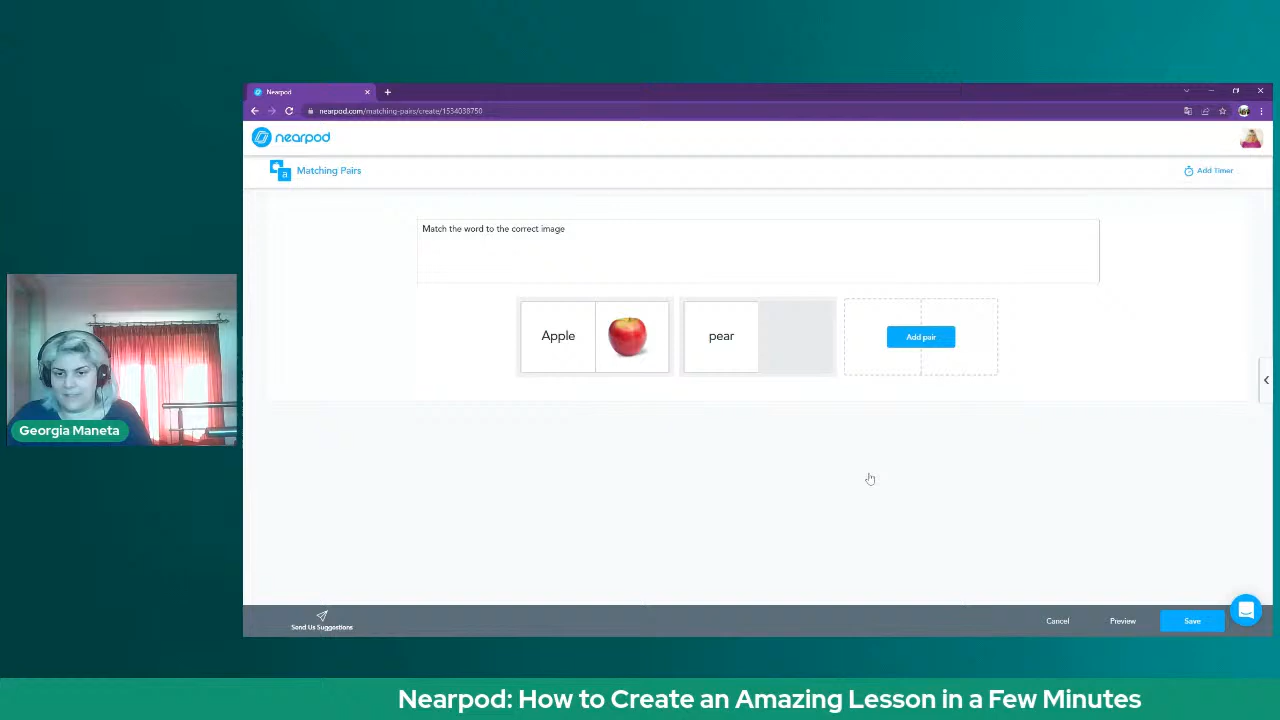 Nearpod
nearpod.com/matching-pairs/create/1534038750
nearpod
a
Matching Pairs
Add Timer
Match the word to the correct image
Apple
pear
Add pair
Georgia Maneta
Send Us Suggestions
Cancel
Preview
Save
Nearpod: How to Create an Amazing Lesson in a Few Minutes